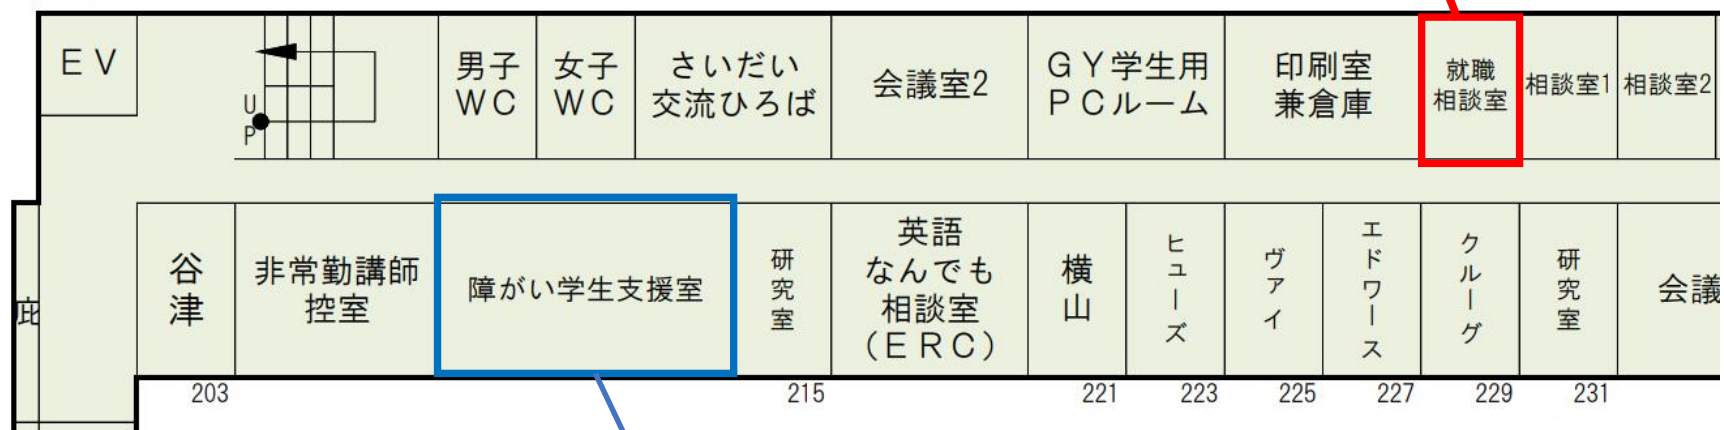 ＥＶ
UP
男子
ＷＣ
女子
ＷＣ
さいだい
交流ひろば
会議室2
ＧＹ学生用
ＰＣルーム
印刷室
兼倉庫
就職
相談室
相談室1
相談室2
庇
谷津
非常勤講師
控室
障がい学生支援室
研究室
英語
なんでも
相談室
（ＥＲＣ）
横山
ヒューズ
ヴァイ
エドワース
クルーグ
研究室
会議
203
215
221
223
225
227
229
231